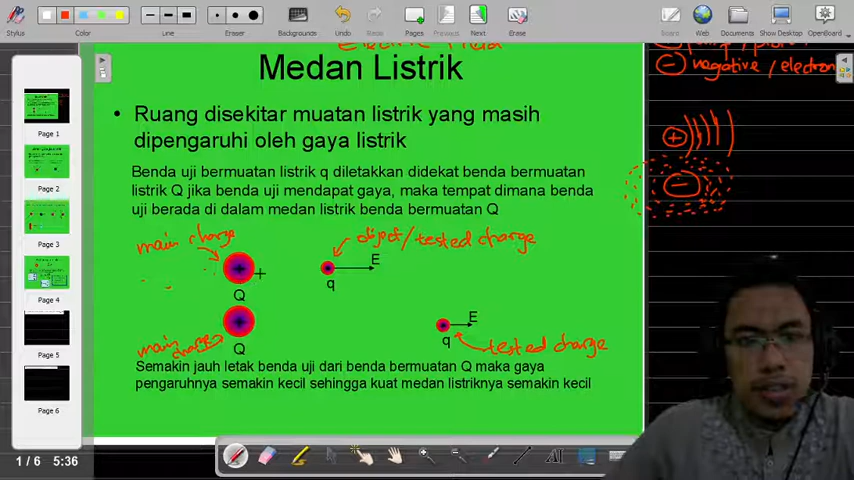 Stylus
Color
Line
Eraser
Backgrounds
Undo
Pages
Previous
Next
Erase
Board
Web
Documents
Show Desktop
OpenBoard
Electric Field
Medan Listrik
• Ruang disekitar muatan listrik yang masih
dipengaruhi oleh gaya listrik
Benda uji bermuatan listrik q diletakkan didekat benda bermuatan
listrik Q jika benda uji mendapat gaya, maka tempat dimana benda
uji berada di dalam medan listrik benda bermuatan Q
main charge
object/tested charge
+
E
Q
q
E
main charge
Q
q
tested charge
Semakin jauh letak benda uji dari benda bermuatan Q maka gaya
pengaruhnya semakin kecil sehingga kuat medan listriknya semakin kecil
− negative / electron
+
−
Page 1
Page 2
Page 3
Page 4
Page 5
Page 6
1 / 6 5:36